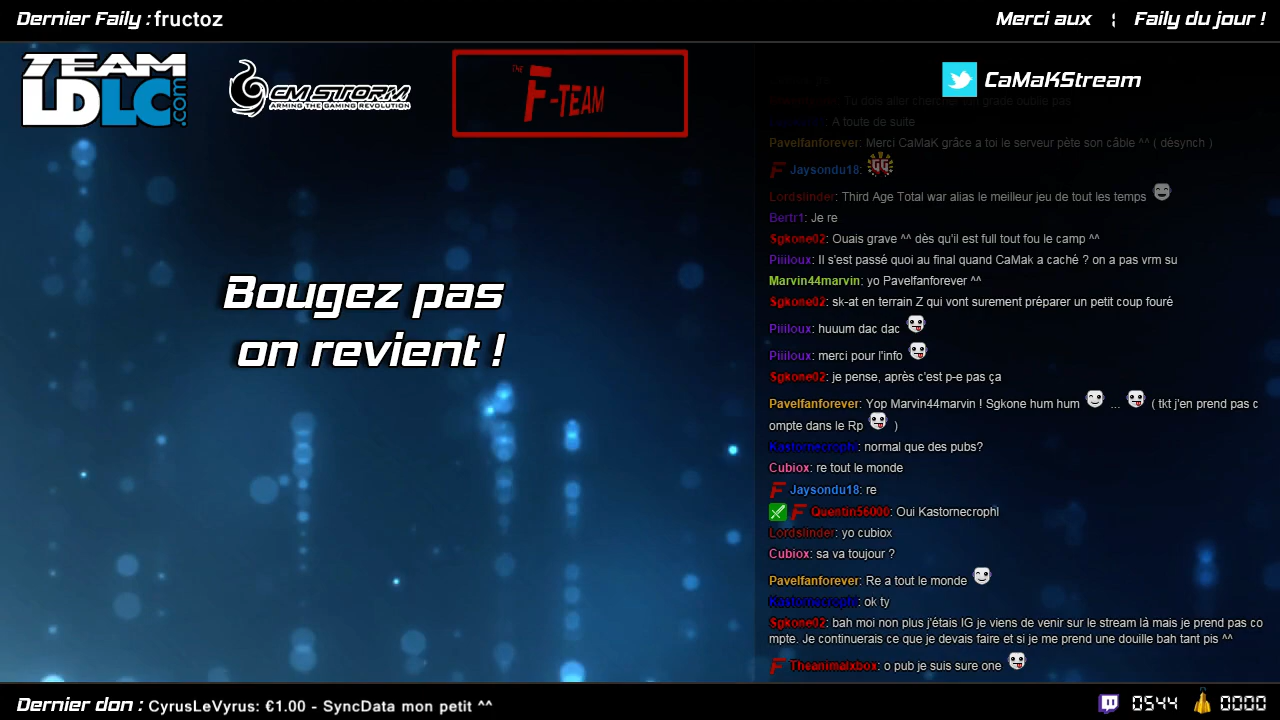 Dernier Faily : fructoz
Merci aux ¦ Faily du jour !
TEAM
LDLC.com
CM STORM
ARMING THE GAMING REVOLUTION
THE
F-TEAM
CaMaKStream
Tu dois aller chercher grade oublie pas
A toute de suite
Pavelfanforever: Merci CaMaK grâce a toi le serveur pète son câble ^^ ( désynch )
Jaysondu18: GG
Lordslinder: Third Age Total war alias le meilleur jeu de tout les temps
Bertr1: Je re
Sgkone02: Ouais grave ^^ dès qu'il est full tout fou le camp ^^
Piiiloux: Il s'est passé quoi au final quand CaMak a caché ? on a pas vrm su
Marvin44marvin: yo Pavelfanforever ^^
Sgkone02: sk-at en terrain Z qui vont surement préparer un petit coup fouré
Piiiloux: huuum dac dac
Piiiloux: merci pour l'info
Sgkone02: je pense, après c'est p-e pas ça
Pavelfanforever: Yop Marvin44marvin ! Sgkone hum hum ... ( tkt j'en prend pas c
ompte dans le Rp )
Kastornecrophl: normal que des pubs?
Cubiox: re tout le monde
Jaysondu18: re
Quentin56000: Oui Kastornecrophl
Lordslinder: yo cubiox
Cubiox: sa va toujour ?
Pavelfanforever: Re a tout le monde
Kastornecrophl: ok ty
Sgkone02: bah moi non plus j'étais IG je viens de venir sur le stream là mais je prend pas co
mpte. Je continuerais ce que je devais faire et si je me prend une douille bah tant pis ^^
Theanimalxbox: o pub je suis sure one
Bougez pas
on revient !
Dernier don : CyrusLeVyrus: €1.00 - SyncData mon petit ^^
0544 0000